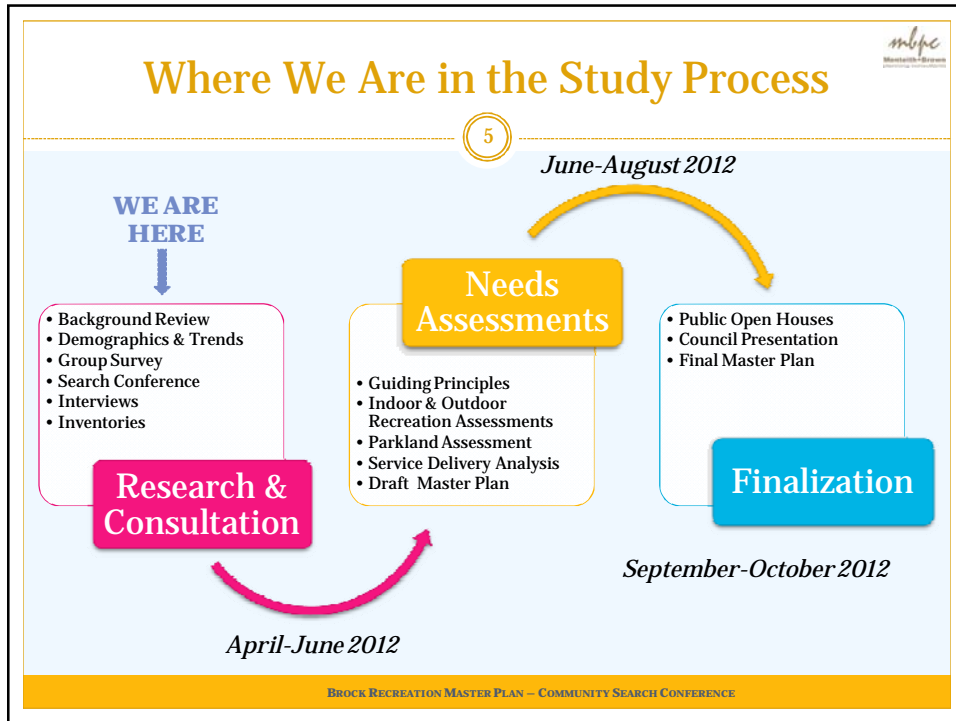 mbpc
Monteith+Brown
Where We Are in the Study Process
5
June-August 2012
WE ARE
HERE
• Background Review
• Demographics & Trends
• Group Survey
• Search Conference
• Interviews
• Inventories
Research &
Consultation
April-June 2012
Needs
Assessments
• Guiding Principles
• Indoor & Outdoor
Recreation Assessments
• Parkland Assessment
• Service Delivery Analysis
• Draft Master Plan
• Public Open Houses
• Council Presentation
• Final Master Plan
Finalization
September-October 2012
BROCK RECREATION MASTER PLAN – COMMUNITY SEARCH CONFERENCE